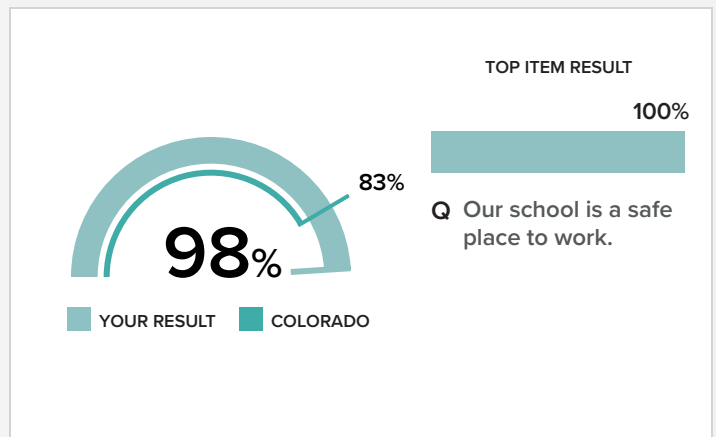 83%
98%
YOUR RESULT
COLORADO
TOP ITEM RESULT
100%
Q Our school is a safe
place to work.